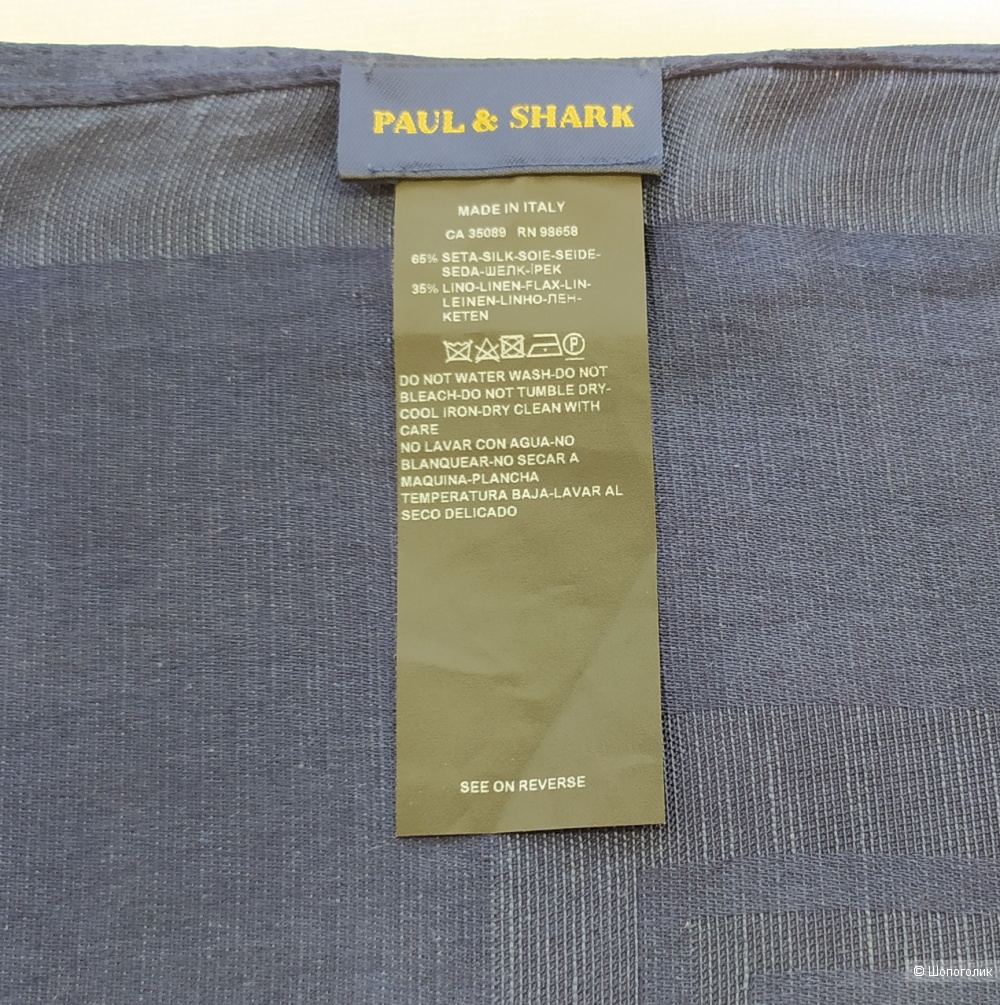 PAUL & SHARK
MADE IN ITALY
CA 35089 RN 98658
65% SETA-SILK-SOIE-SEIDE-
SEDA-ШЕЛК-ІРЕК
35% LINO-LINEN-FLAX-LIN-
LEINEN-LINHO-ЛЕН-
KETEN
P
DO NOT WATER WASH-DO NOT
BLEACH-DO NOT TUMBLE DRY-
COOL IRON-DRY CLEAN WITH
CARE
NO LAVAR CON AGUA-NO
BLANQUEAR-NO SECAR A
MAQUINA-PLANCHA
TEMPERATURA BAJA-LAVAR AL
SECO DELICADO
SEE ON REVERSE
© Шопоголик